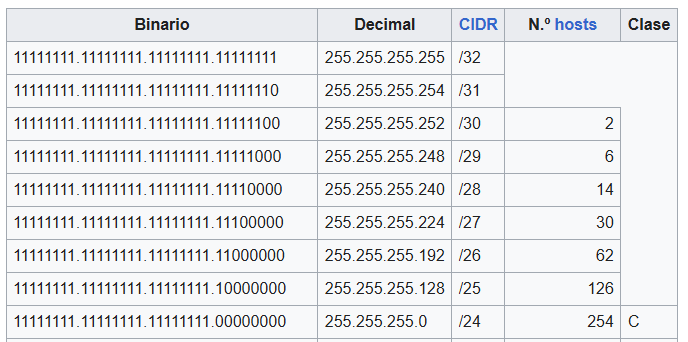 Binario Decimal CIDR N.º hosts Clase
11111111.11111111.11111111.11111111 255.255.255.255 /32
11111111.11111111.11111111.11111110 255.255.255.254 /31
11111111.11111111.11111111.11111100 255.255.255.252 /30 2
11111111.11111111.11111111.11111000 255.255.255.248 /29 6
11111111.11111111.11111111.11110000 255.255.255.240 /28 14
11111111.11111111.11111111.11100000 255.255.255.224 /27 30
11111111.11111111.11111111.11000000 255.255.255.192 /26 62
11111111.11111111.11111111.10000000 255.255.255.128 /25 126
11111111.11111111.11111111.00000000 255.255.255.0 /24 254 C